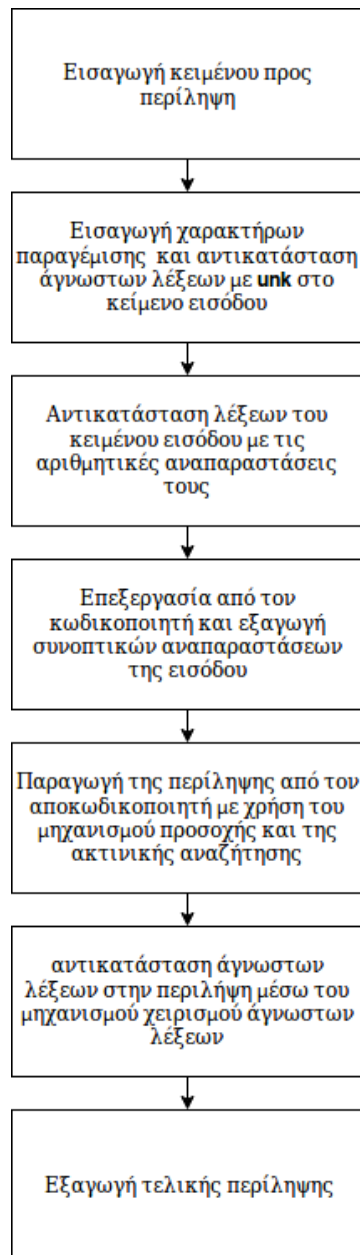 Εισαγωγή κειμένου προς
περίληψη
Εισαγωγή χαρακτήρων
παραγέμισης και αντικατάσταση
άγνωστων λέξεων με unk στο
κείμενο εισόδου
Αντικατάσταση λέξεων του
κειμένου εισόδου με τις
αριθμητικές αναπαραστάσεις
τους
Επεξεργασία από τον
κωδικοποιητή και εξαγωγή
συνοπτικών αναπαραστάσεων
της εισόδου
Παραγωγή της περίληψης από τον
αποκωδικοποιητή με χρήση του
μηχανισμού προσοχής και της
ακτινικής αναζήτησης
αντικατάσταση άγνωστων
λέξεων στην περιλήψη μέσω του
μηχανισμού χειρισμού άγνωστων
λέξεων
Εξαγωγή τελικής περίληψης